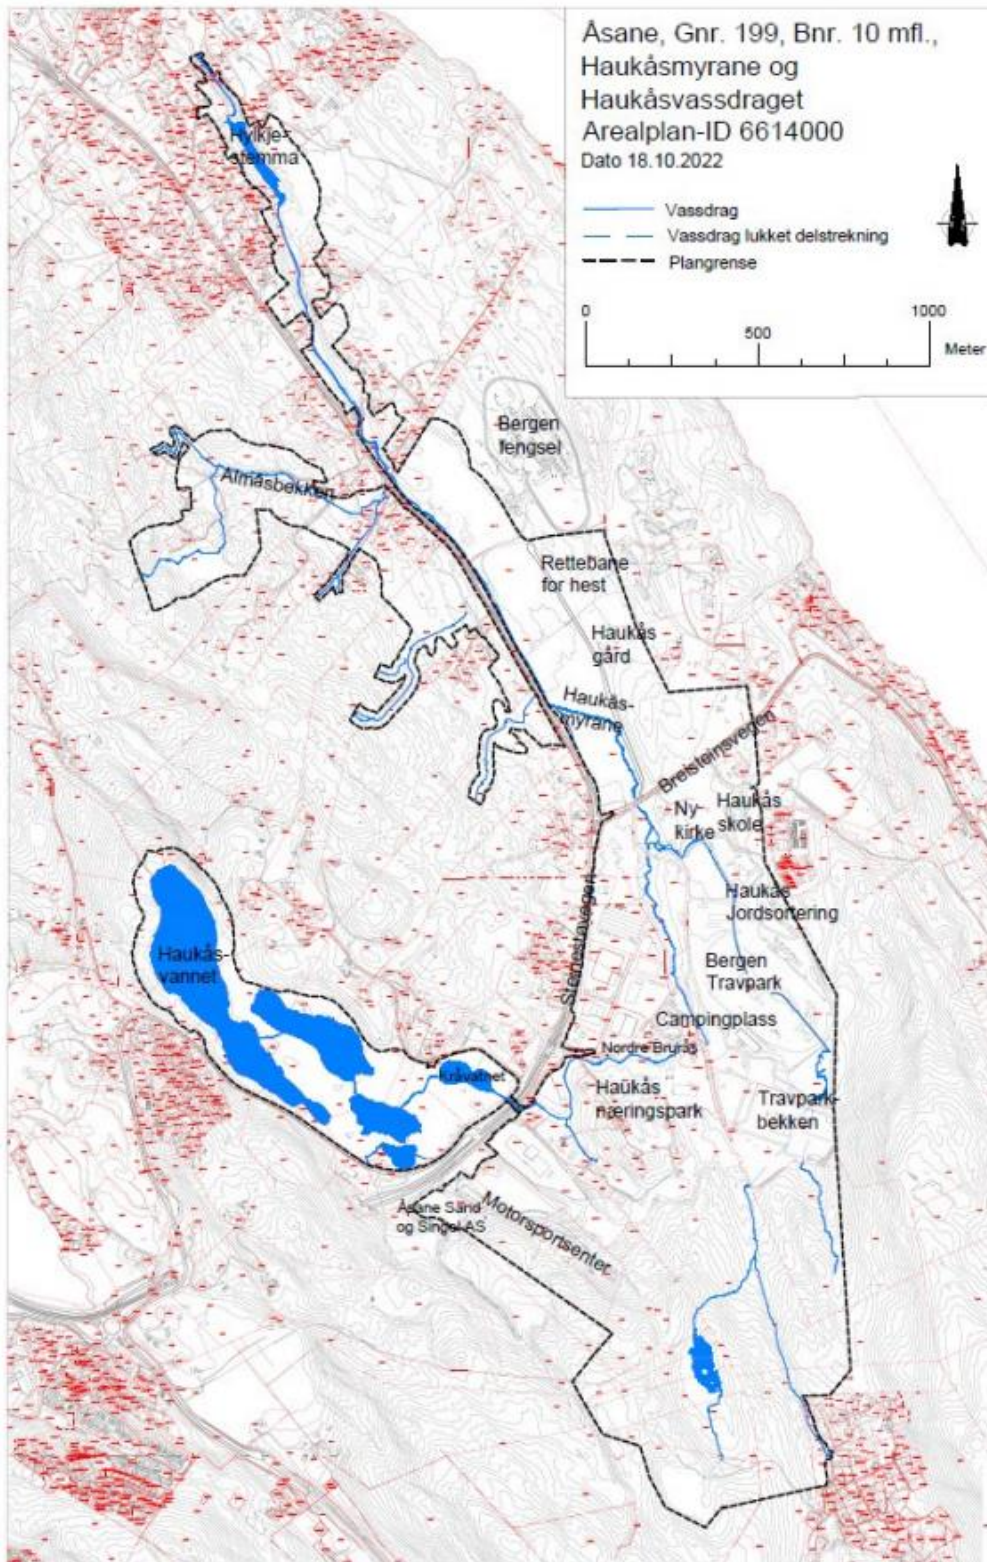 Åsane, Gnr. 199, Bnr. 10 mfl.,
Haukåsmyrane og
Haukåsvassdraget
Arealplan-ID 6614000
Dato 18.10.2022
Vassdrag
Vassdrag lukket delstrekning
Plangrense
0
500
1000
Meter
Hylkje-
stemma
Bergen
fengsel
Almåsbekken
Rettebane
for hest
Haukås
gård
Haukås-
myrane
Breisteinsvegen
Ny-
kirke
Haukås
skole
Haukås
Jordsortering
Steinestøvegen
Haukås-
vannet
Bergen
Travpark
Campingplass
Nordre Brurås
Kråvatnet
Haukås
næringspark
Travpark-
bekken
Åsane Sand
og Singel AS
Motorsportsenter